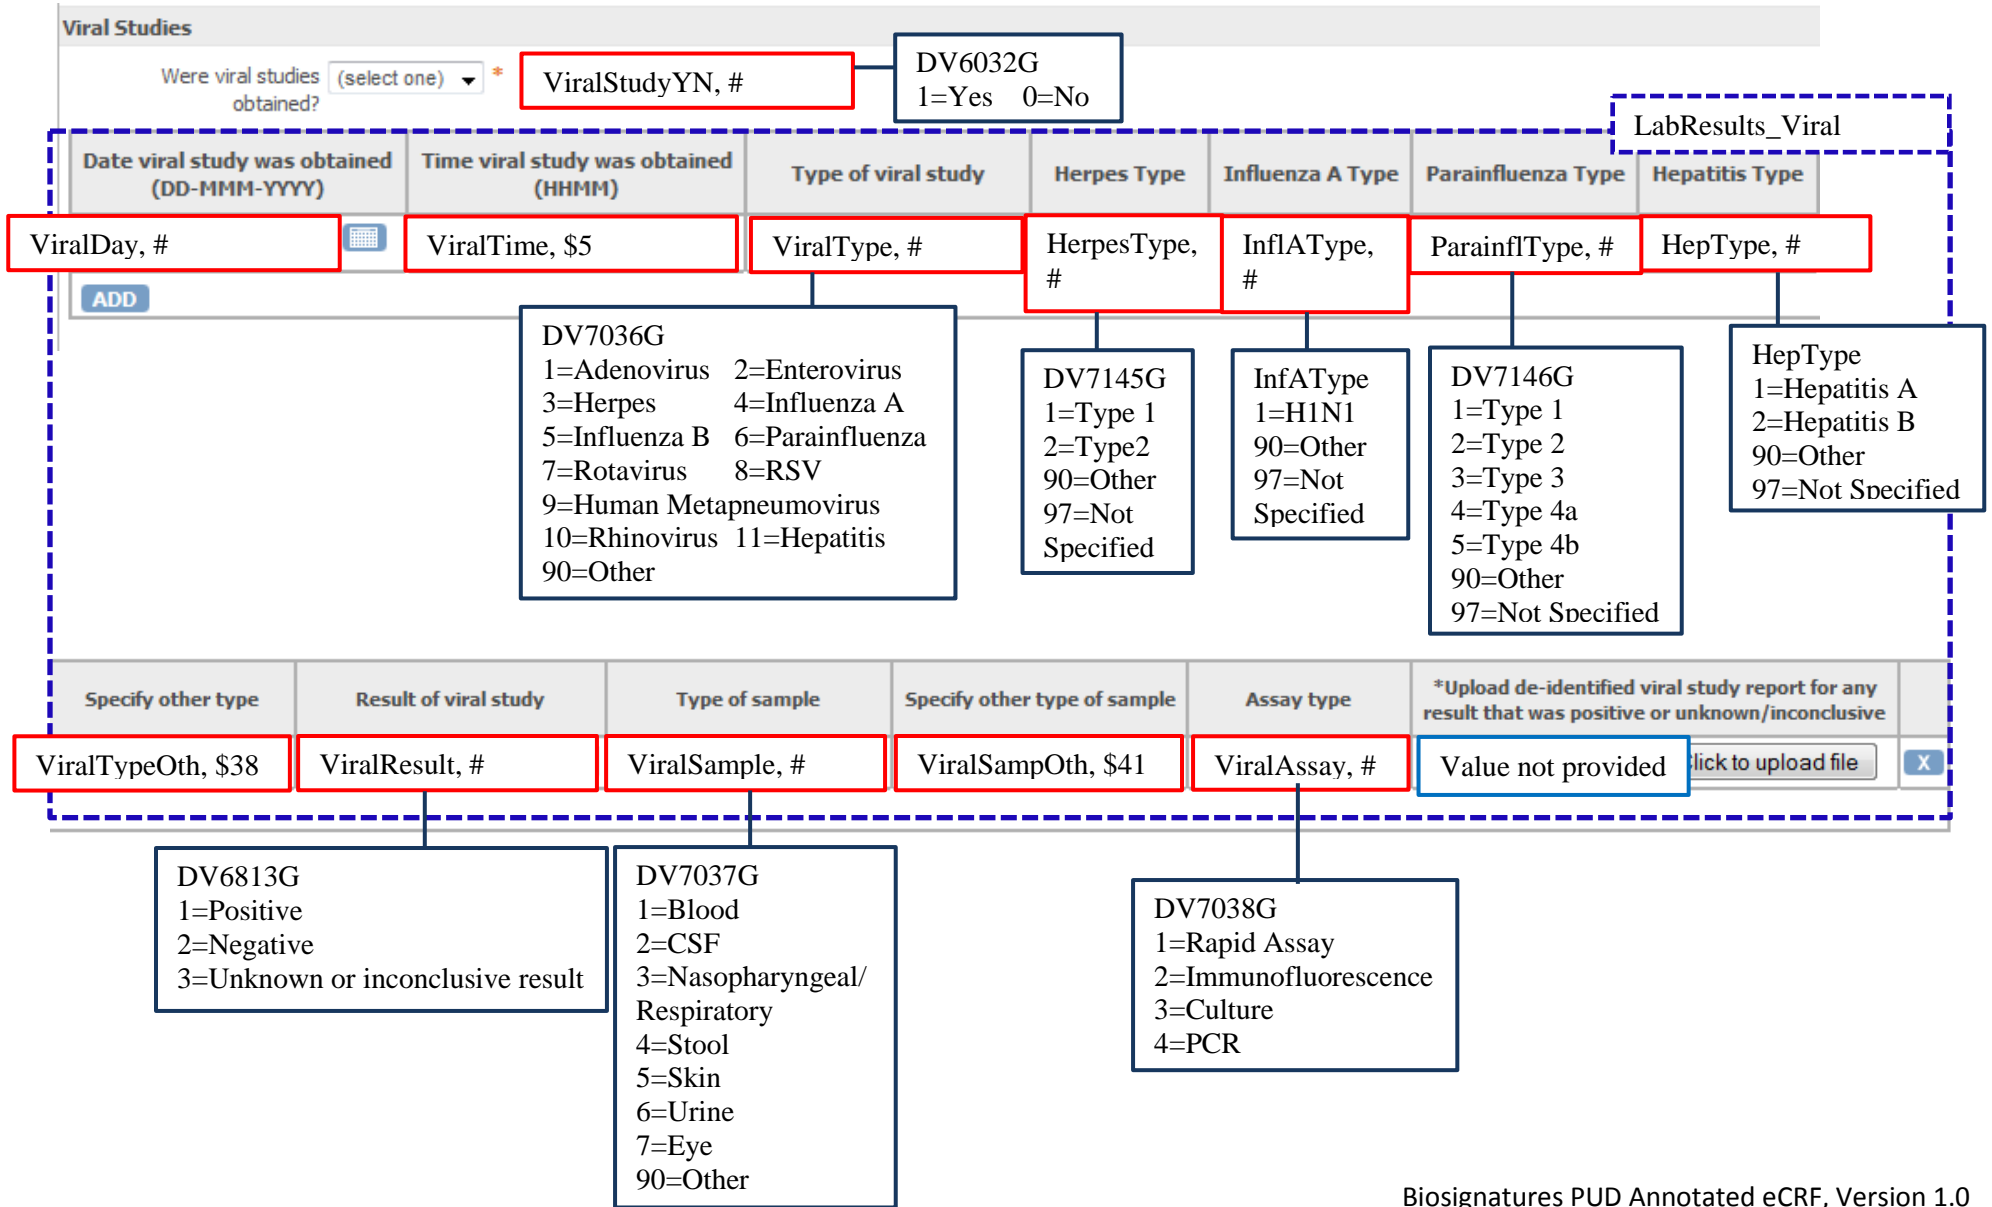 Viral Studies
Were viral studies obtained?
(select one)
*
ViralStudyYN, #
DV6032G
1=Yes 0=No
LabResults_Viral
Date viral study was obtained (DD-MMM-YYYY)
Time viral study was obtained (HHMM)
Type of viral study
Herpes Type
Influenza A Type
Parainfluenza Type
Hepatitis Type
ViralDay, #
ViralTime, $5
ViralType, #
HerpesType, #
InflAType, #
ParainflType, #
HepType, #
ADD
DV7036G
1=Adenovirus 2=Enterovirus
3=Herpes 4=Influenza A
5=Influenza B 6=Parainfluenza
7=Rotavirus 8=RSV
9=Human Metapneumovirus
10=Rhinovirus 11=Hepatitis
90=Other
DV7145G
1=Type 1
2=Type2
90=Other
97=Not
Specified
InfAType
1=H1N1
90=Other
97=Not
Specified
DV7146G
1=Type 1
2=Type 2
3=Type 3
4=Type 4a
5=Type 4b
90=Other
97=Not Specified
HepType
1=Hepatitis A
2=Hepatitis B
90=Other
97=Not Specified
Specify other type
Result of viral study
Type of sample
Specify other type of sample
Assay type
*Upload de-identified viral study report for any
result that was positive or unknown/inconclusive
ViralTypeOth, $38
ViralResult, #
ViralSample, #
ViralSampOth, $41
ViralAssay, #
Value not provided
Click to upload file
X
DV6813G
1=Positive
2=Negative
3=Unknown or inconclusive result
DV7037G
1=Blood
2=CSF
3=Nasopharyngeal/
Respiratory
4=Stool
5=Skin
6=Urine
7=Eye
90=Other
DV7038G
1=Rapid Assay
2=Immunofluorescence
3=Culture
4=PCR
Biosignatures PUD Annotated eCRF, Version 1.0